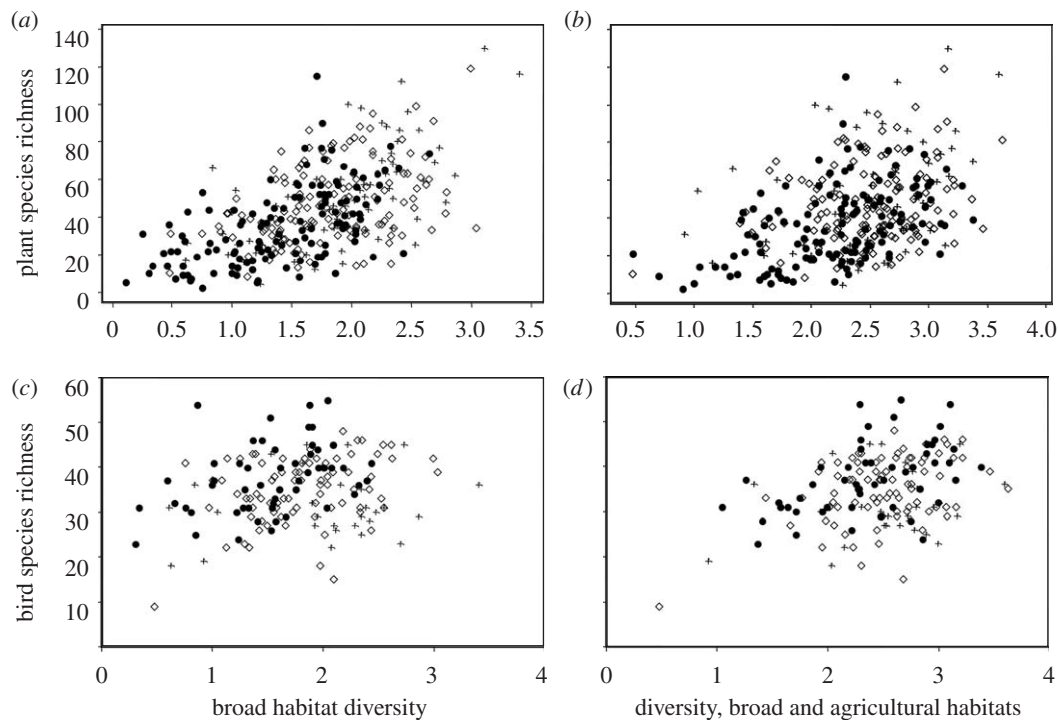 (a) (b)
140
120
100
80
60
40
20
0
plant species richness
0 0.5 1.0 1.5 2.0 2.5 3.0 3.5 0.5 1.0 1.5 2.0 2.5 3.0 3.5 4.0
(c) (d)
60
50
40
30
20
10
bird species richness
0 1 2 3 4 0 1 2 3 4
broad habitat diversity diversity, broad and agricultural habitats